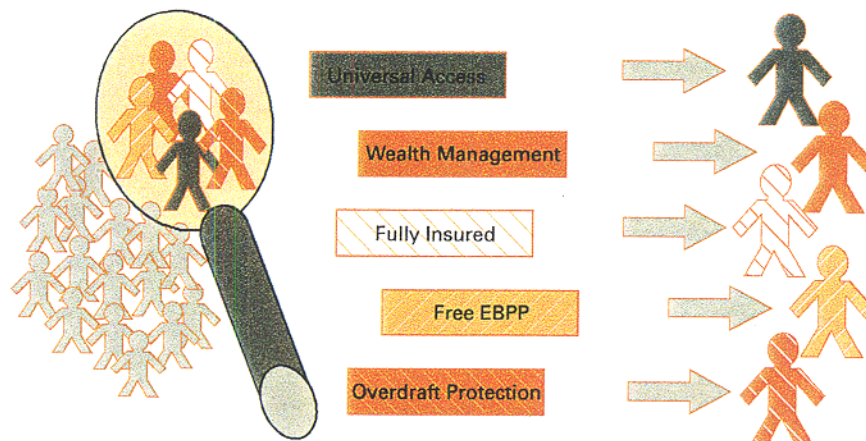 Universal Access
Wealth Management
Fully Insured
Free EBPP
Overdraft Protection